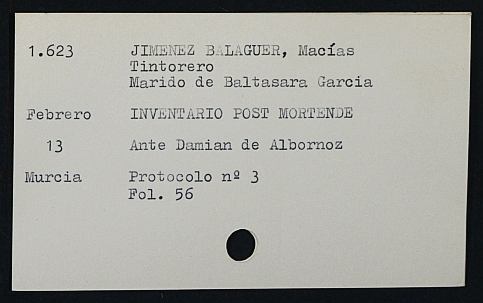 1.623 JIMENEZ BALAGUER, Macías
Tintorero
Marido de Baltasara Garcia
Febrero INVENTARIO POST MORTENDE
13 Ante Damian de Albornoz
Murcia Protocolo nº 3
Fol. 56